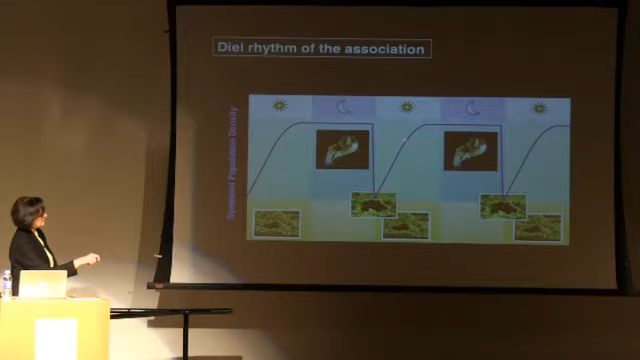 Diel rhythm of the association
Symbiont Population Density